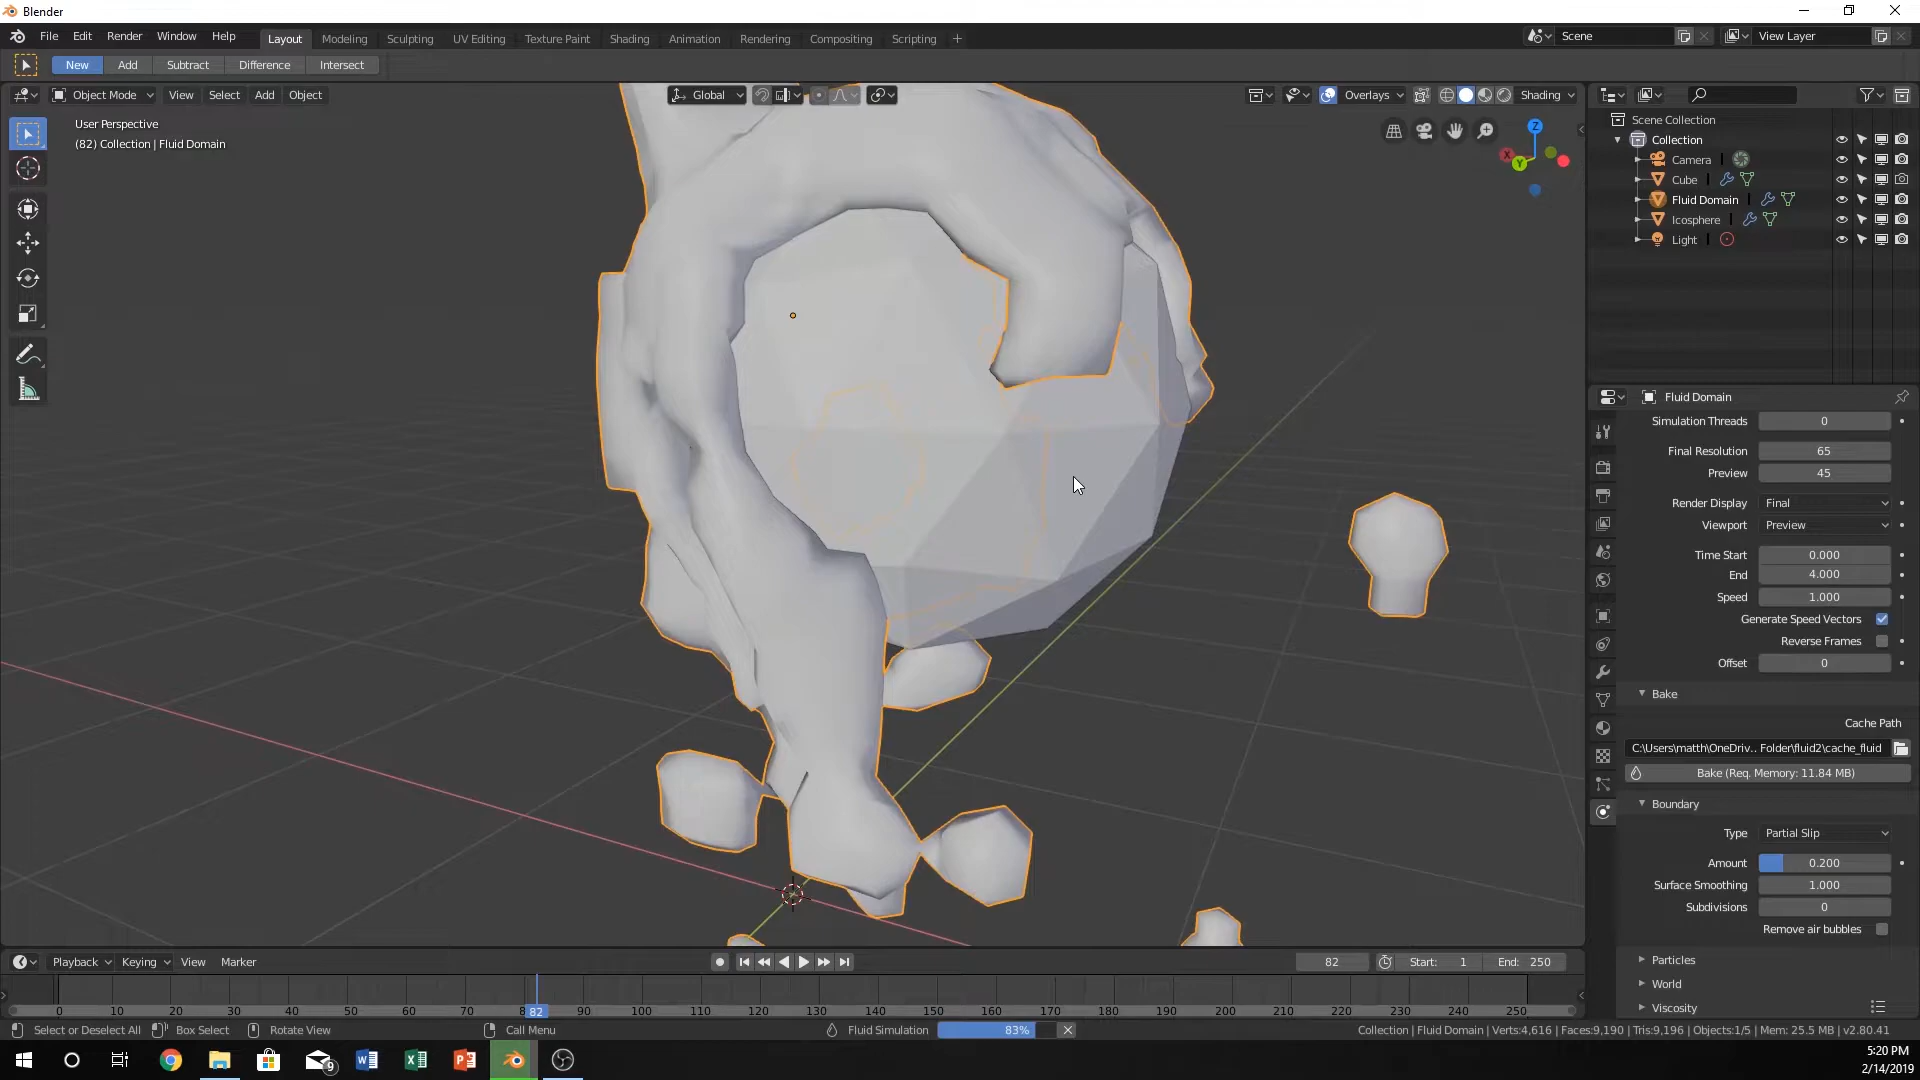 Blender
File Edit Render Window Help
Layout Modeling Sculpting UV Editing Texture Paint Shading Animation Rendering Compositing Scripting +
Scene
View Layer
New Add Subtract Difference Intersect
Object Mode View Select Add Object
Global
Overlays
Shading
User Perspective
(82) Collection | Fluid Domain
Z
X
Y
Scene Collection
Collection
Camera
Cube
Fluid Domain
Icosphere
Light
Fluid Domain
Simulation Threads 0
Final Resolution 65
Preview 45
Render Display Final
Viewport Preview
Time Start 0.000
End 4.000
Speed 1.000
Generate Speed Vectors
Reverse Frames
Offset 0
Bake
Cache Path
C:\Users\matth\OneDriv.. Folder\fluid2\cache_fluid
Bake (Req. Memory: 11.84 MB)
Boundary
Type Partial Slip
Amount 0.200
Surface Smoothing 1.000
Subdivisions 0
Remove air bubbles
Particles
World
Viscosity
Playback Keying View Marker
82 Start: 1 End: 250
0 10 20 30 40 50 60 70 8 82 90 100 110 120 130 140 150 160 170 180 190 200 210 220 230 240 250
Select or Deselect All Box Select Rotate View Call Menu
Fluid Simulation 83%
Collection | Fluid Domain | Verts:4,616 | Faces:9,190 | Tris:9,196 | Objects:1/5 | Mem: 25.5 MB | v2.80.41
9
5:20 PM
2/14/2019